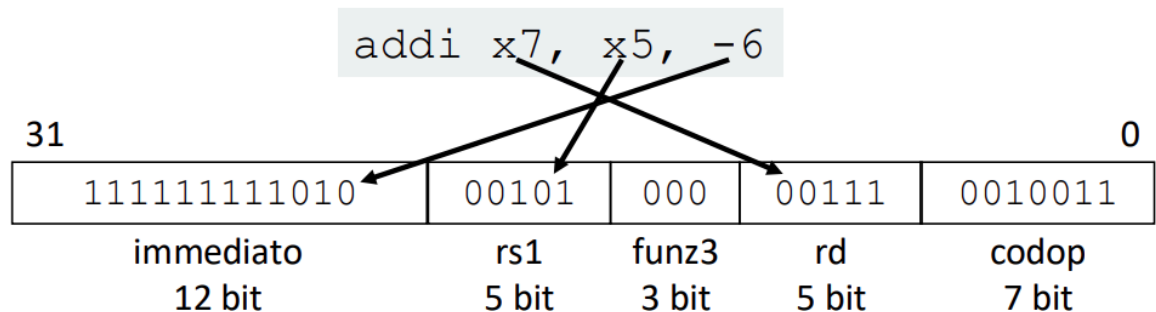 addi x7, x5, -6
31 0
111111111010 00101 000 00111 0010011
immediato rs1 funz3 rd codop
12 bit 5 bit 3 bit 5 bit 7 bit